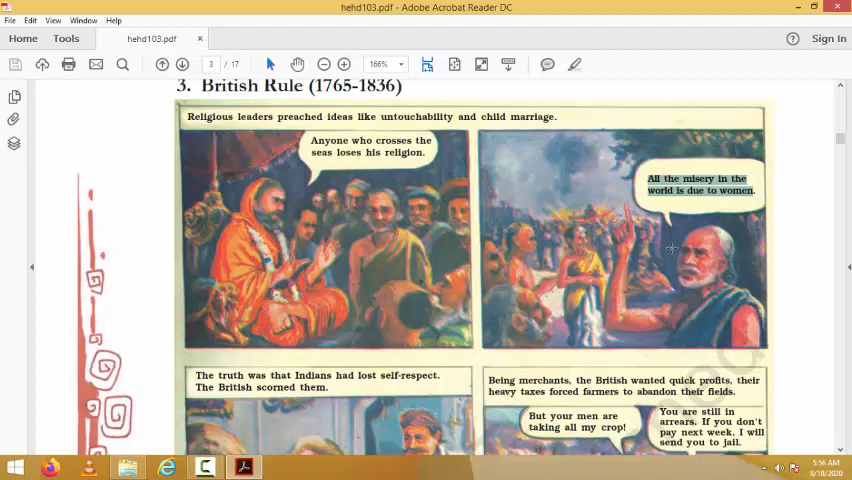 hehd103.pdf - Adobe Acrobat Reader DC
File Edit View Window Help
Home Tools hehd103.pdf × Sign In
3 / 17 166%
3. British Rule (1765-1836)
Religious leaders preached ideas like untouchability and child marriage.
Anyone who crosses the
seas loses his religion.
All the misery in the
world is due to women.
The truth was that Indians had lost self-respect.
The British scorned them.
Being merchants, the British wanted quick profits, their
heavy taxes forced farmers to abandon their fields.
But your men are
taking all my crop!
You are still in
arrears. If you don't
pay next week. I will
send you to jail.
5:56 AM
8/18/2020